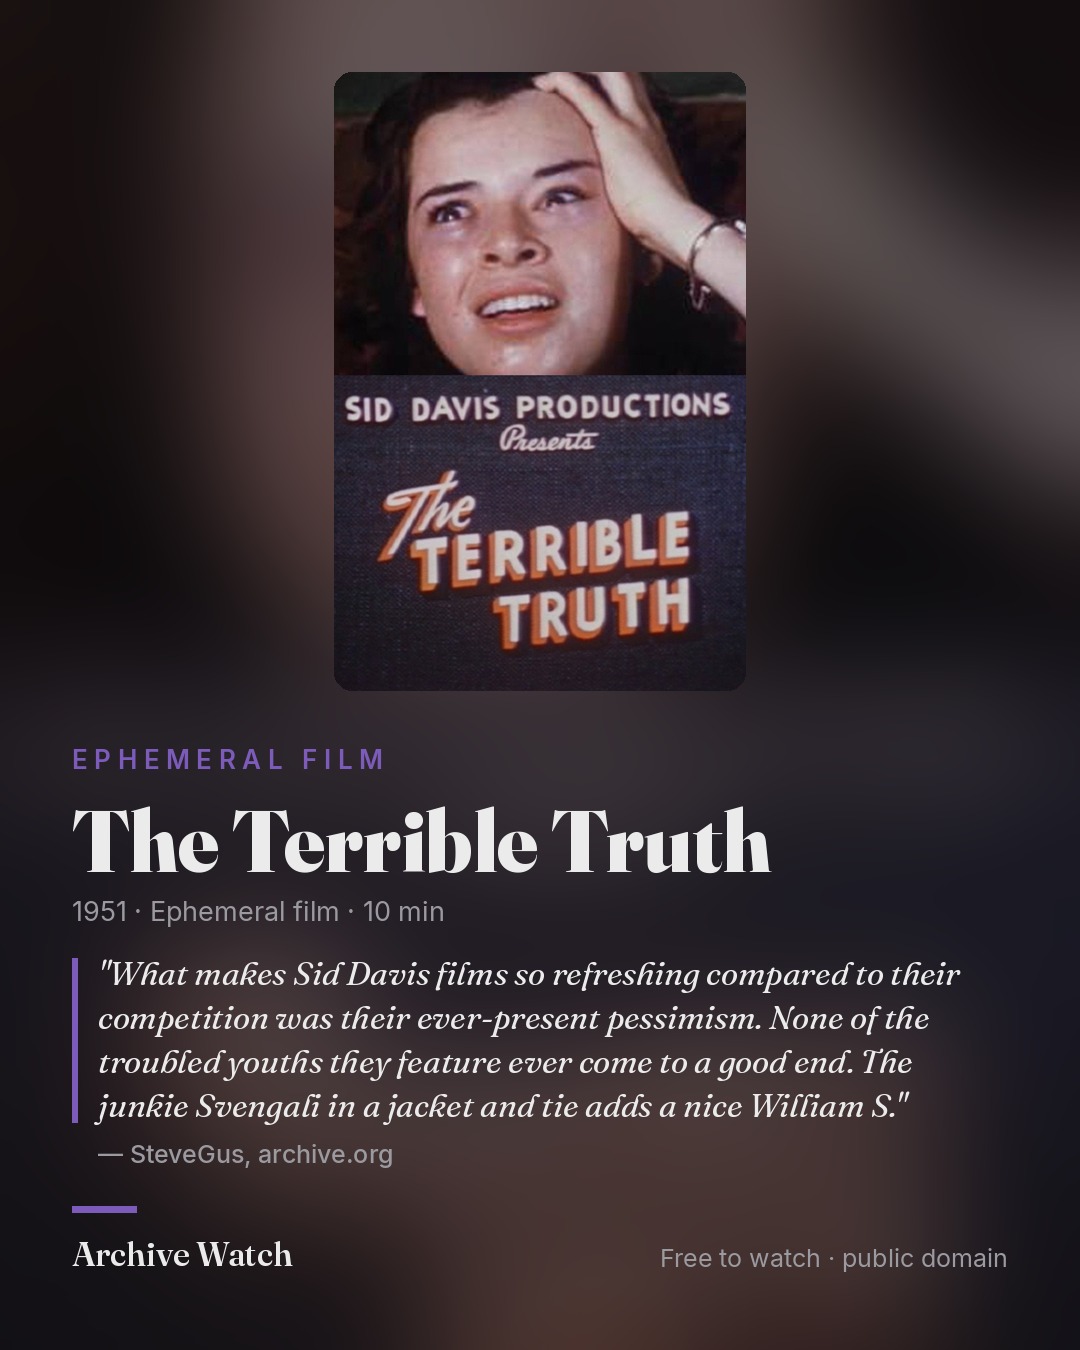 SID DAVIS PRODUCTIONS
Presents
The
TERRIBLE
TRUTH
EPHEMERAL FILM
The Terrible Truth
1951 · Ephemeral film · 10 min
"What makes Sid Davis films so refreshing compared to their
competition was their ever-present pessimism. None of the
troubled youths they feature ever come to a good end. The
junkie Svengali in a jacket and tie adds a nice William S."
— SteveGus, archive.org
Archive Watch
Free to watch · public domain